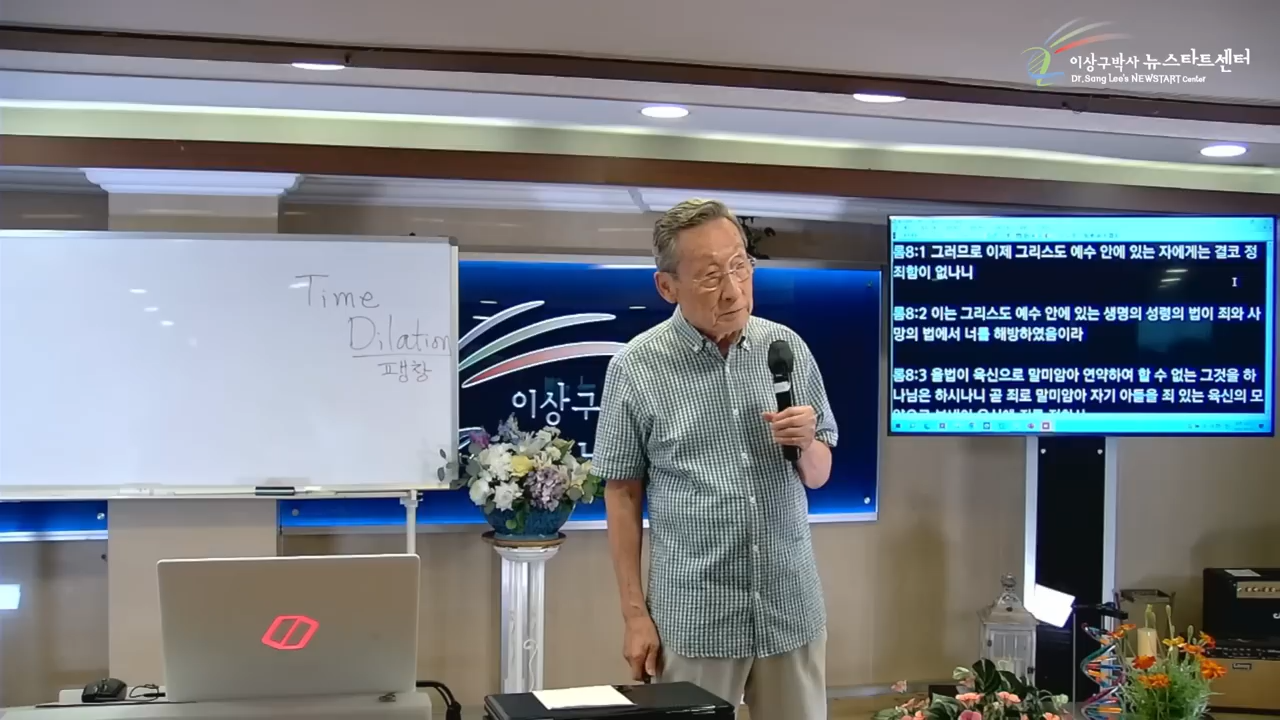 이상구박사 뉴스타트센터
Dr. Sang Lee's NEWSTART Center
Time
Dilation
팽창
이상구
롬8:1 그러므로 이제 그리스도 예수 안에 있는 자에게는 결코 정
죄함이 없나니
롬8:2 이는 그리스도 예수 안에 있는 생명의 성령의 법이 죄와 사
망의 법에서 너를 해방하였음이라
롬8:3 율법이 육신으로 말미암아 연약하여 할 수 없는 그것을 하
나님은 하시나니 곧 죄로 말미암아 자기 아들을 죄 있는 육신의 모